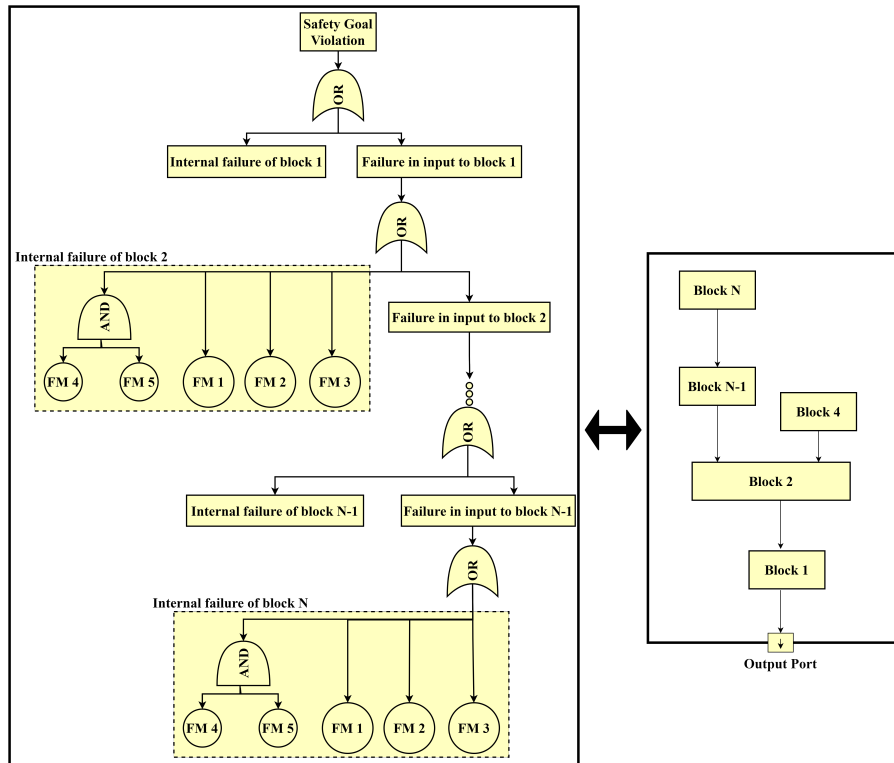 Safety Goal
Violation
OR
Internal failure of block 1
Failure in input to block 1
OR
Internal failure of block 2
AND
FM 4
FM 5
FM 1
FM 2
FM 3
Failure in input to block 2
OR
Internal failure of block N-1
Failure in input to block N-1
OR
Internal failure of block N
AND
FM 4
FM 5
FM 1
FM 2
FM 3
Block N
Block N-1
Block 4
Block 2
Block 1
Output Port